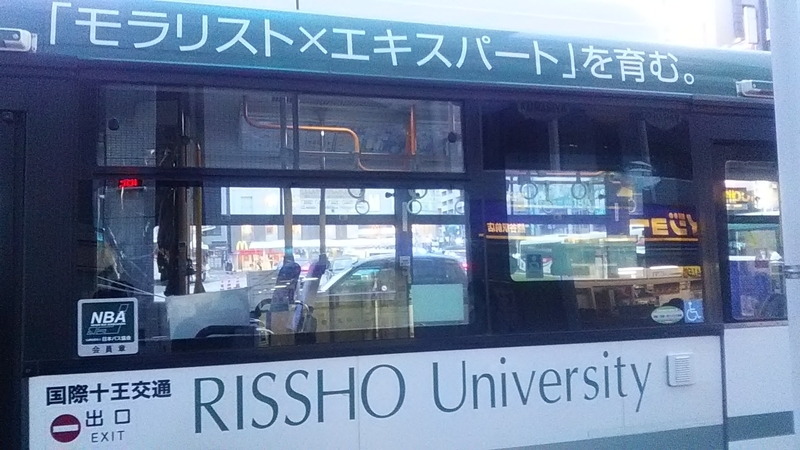 「モラリスト×エキスパート」を育む。
NBA
日本バス協会
会員章
国際十王交通
出口
EXIT
RISSHO University